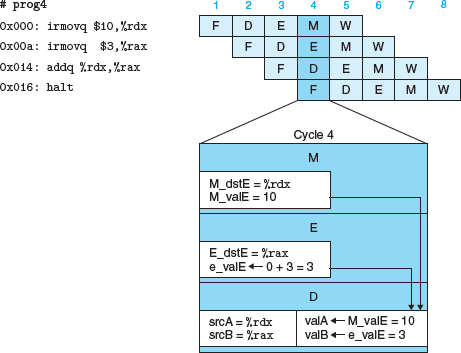 # prog4 1 2 3 4 5 6 7 8
0x000: irmovq $10,%rdx F D E M W
0x00a: irmovq $3,%rax F D E M W
0x014: addq %rdx,%rax F D E M W
0x016: halt F D E M W
Cycle 4
M
M_dstE = %rdx
M_valE = 10
E
E_dstE = %rax
e_valE ← 0 + 3 = 3
D
srcA = %rdx valA ← M_valE = 10
srcB = %rax valB ← e_valE = 3